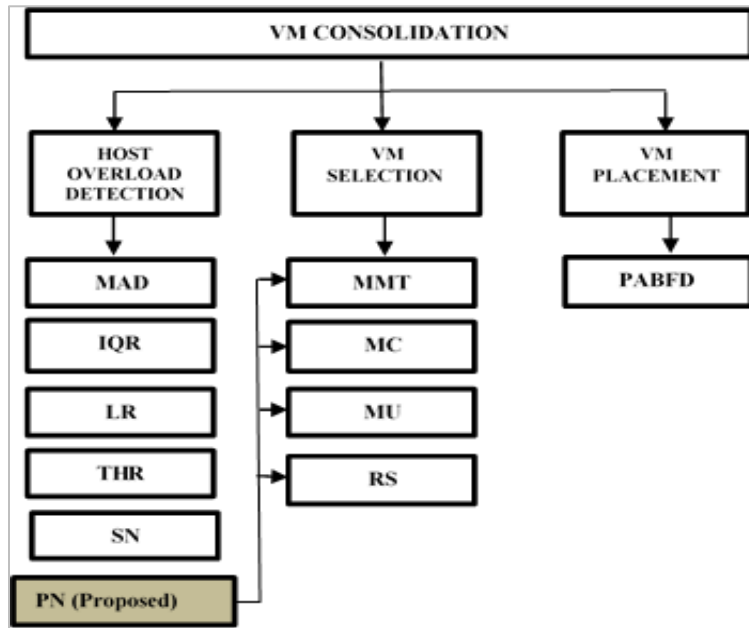 VM CONSOLIDATION
HOST
OVERLOAD
DETECTION
VM
SELECTION
VM
PLACEMENT
MAD
MMT
PABFD
IQR
MC
LR
MU
THR
RS
SN
PN (Proposed)